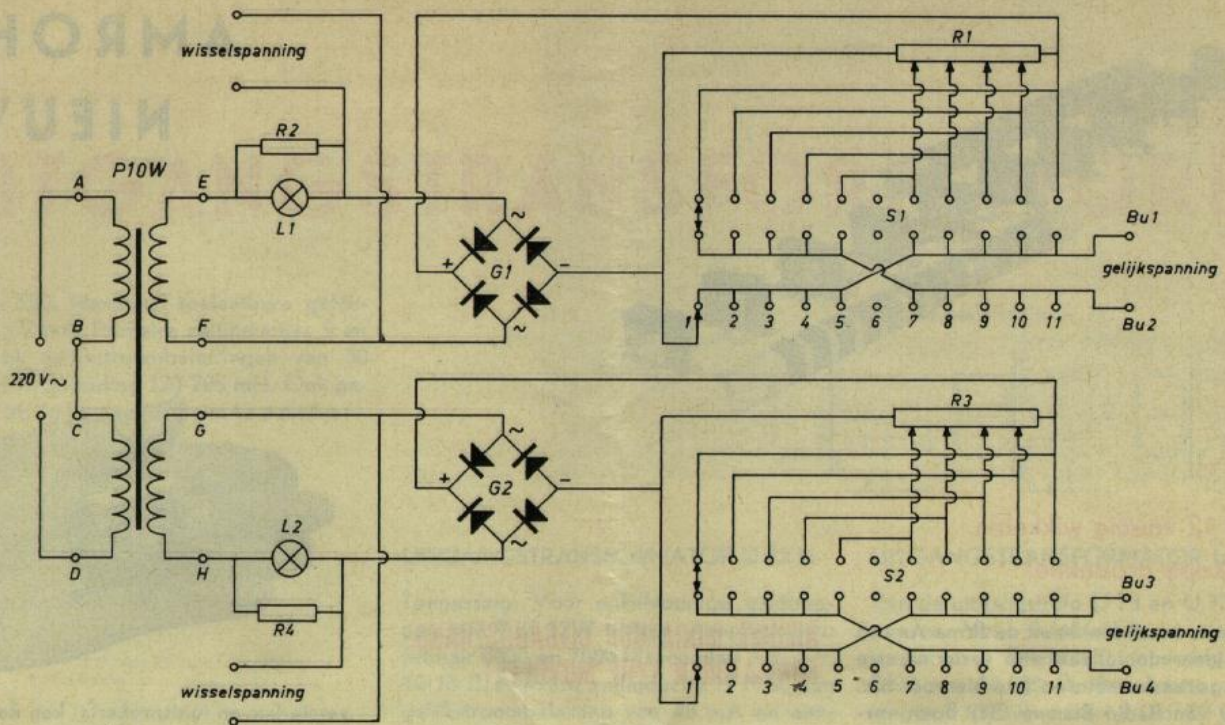 wisselspanning
R1
R2
P10W
A
E
L1
S1
Bu1
G1
gelijkspanning
B
F
1 2 3 4 5 6 7 8 9 10 11
Bu2
220 V~
C
G
R3
G2
L2
D
H
S2
Bu3
R4
gelijkspanning
1 2 3 4 5 6 7 8 9 10 11
Bu4
wisselspanning